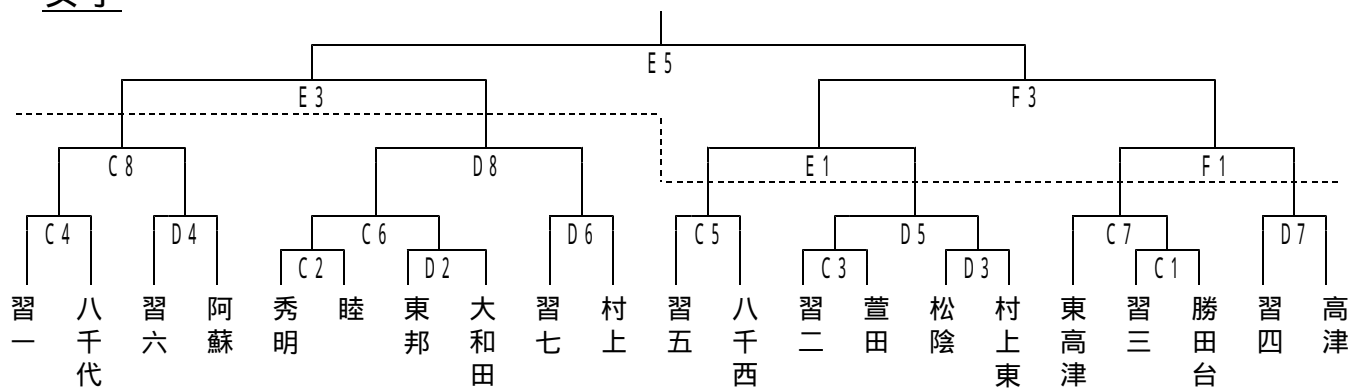 E5
E3 F3
C8 D8 E1 F1
C4 D4 C6 D6 C5 D5 C7 D7
C2 D2 C3 D3 C1
習一
八千代
習六
阿蘇
秀明
睦
東邦
大和田
習七
村上
習五
八千西
習二
萱田
松陰
村上東
東高津
習三
勝田台
習四
高津